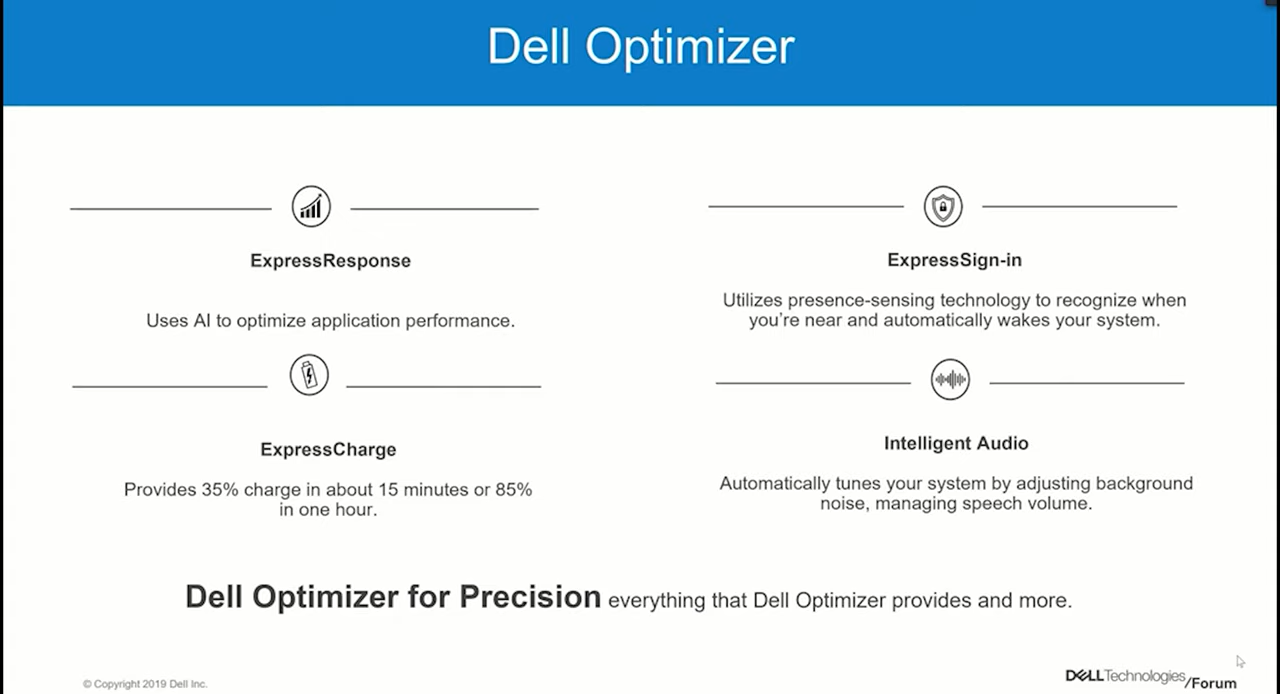 Dell Optimizer
ExpressResponse
Uses AI to optimize application performance.
ExpressSign-in
Utilizes presence-sensing technology to recognize when
you're near and automatically wakes your system.
ExpressCharge
Provides 35% charge in about 15 minutes or 85%
in one hour.
Intelligent Audio
Automatically tunes your system by adjusting background
noise, managing speech volume.
Dell Optimizer for Precision everything that Dell Optimizer provides and more.
© Copyright 2019 Dell Inc.
DELLTechnologies/Forum